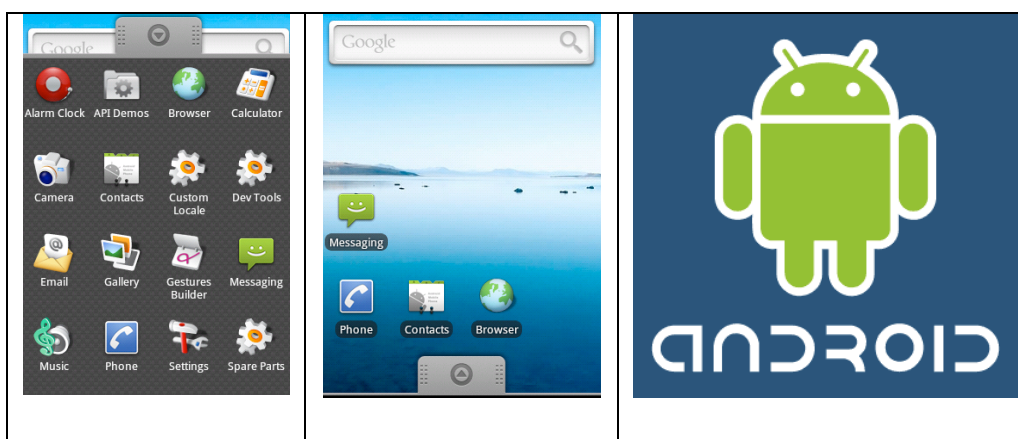 Google
Alarm Clock API Demos Browser Calculator
Camera Contacts Custom Locale Dev Tools
Email Gallery Gestures Builder Messaging
Music Phone Settings Spare Parts
Google
Messaging
Phone Contacts Browser
ANDROID